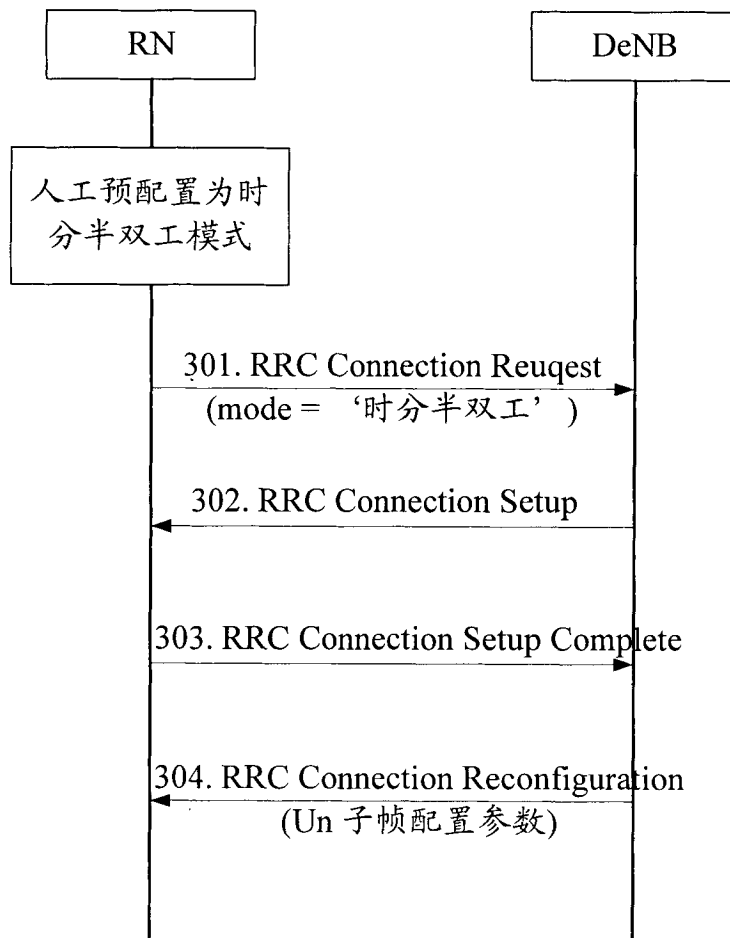 RN
DeNB
人工预配置为时
分半双工模式
301. RRC Connection Reuqest
(mode = ‘时分半双工’)
302. RRC Connection Setup
303. RRC Connection Setup Complete
304. RRC Connection Reconfiguration
(Un 子帧配置参数)